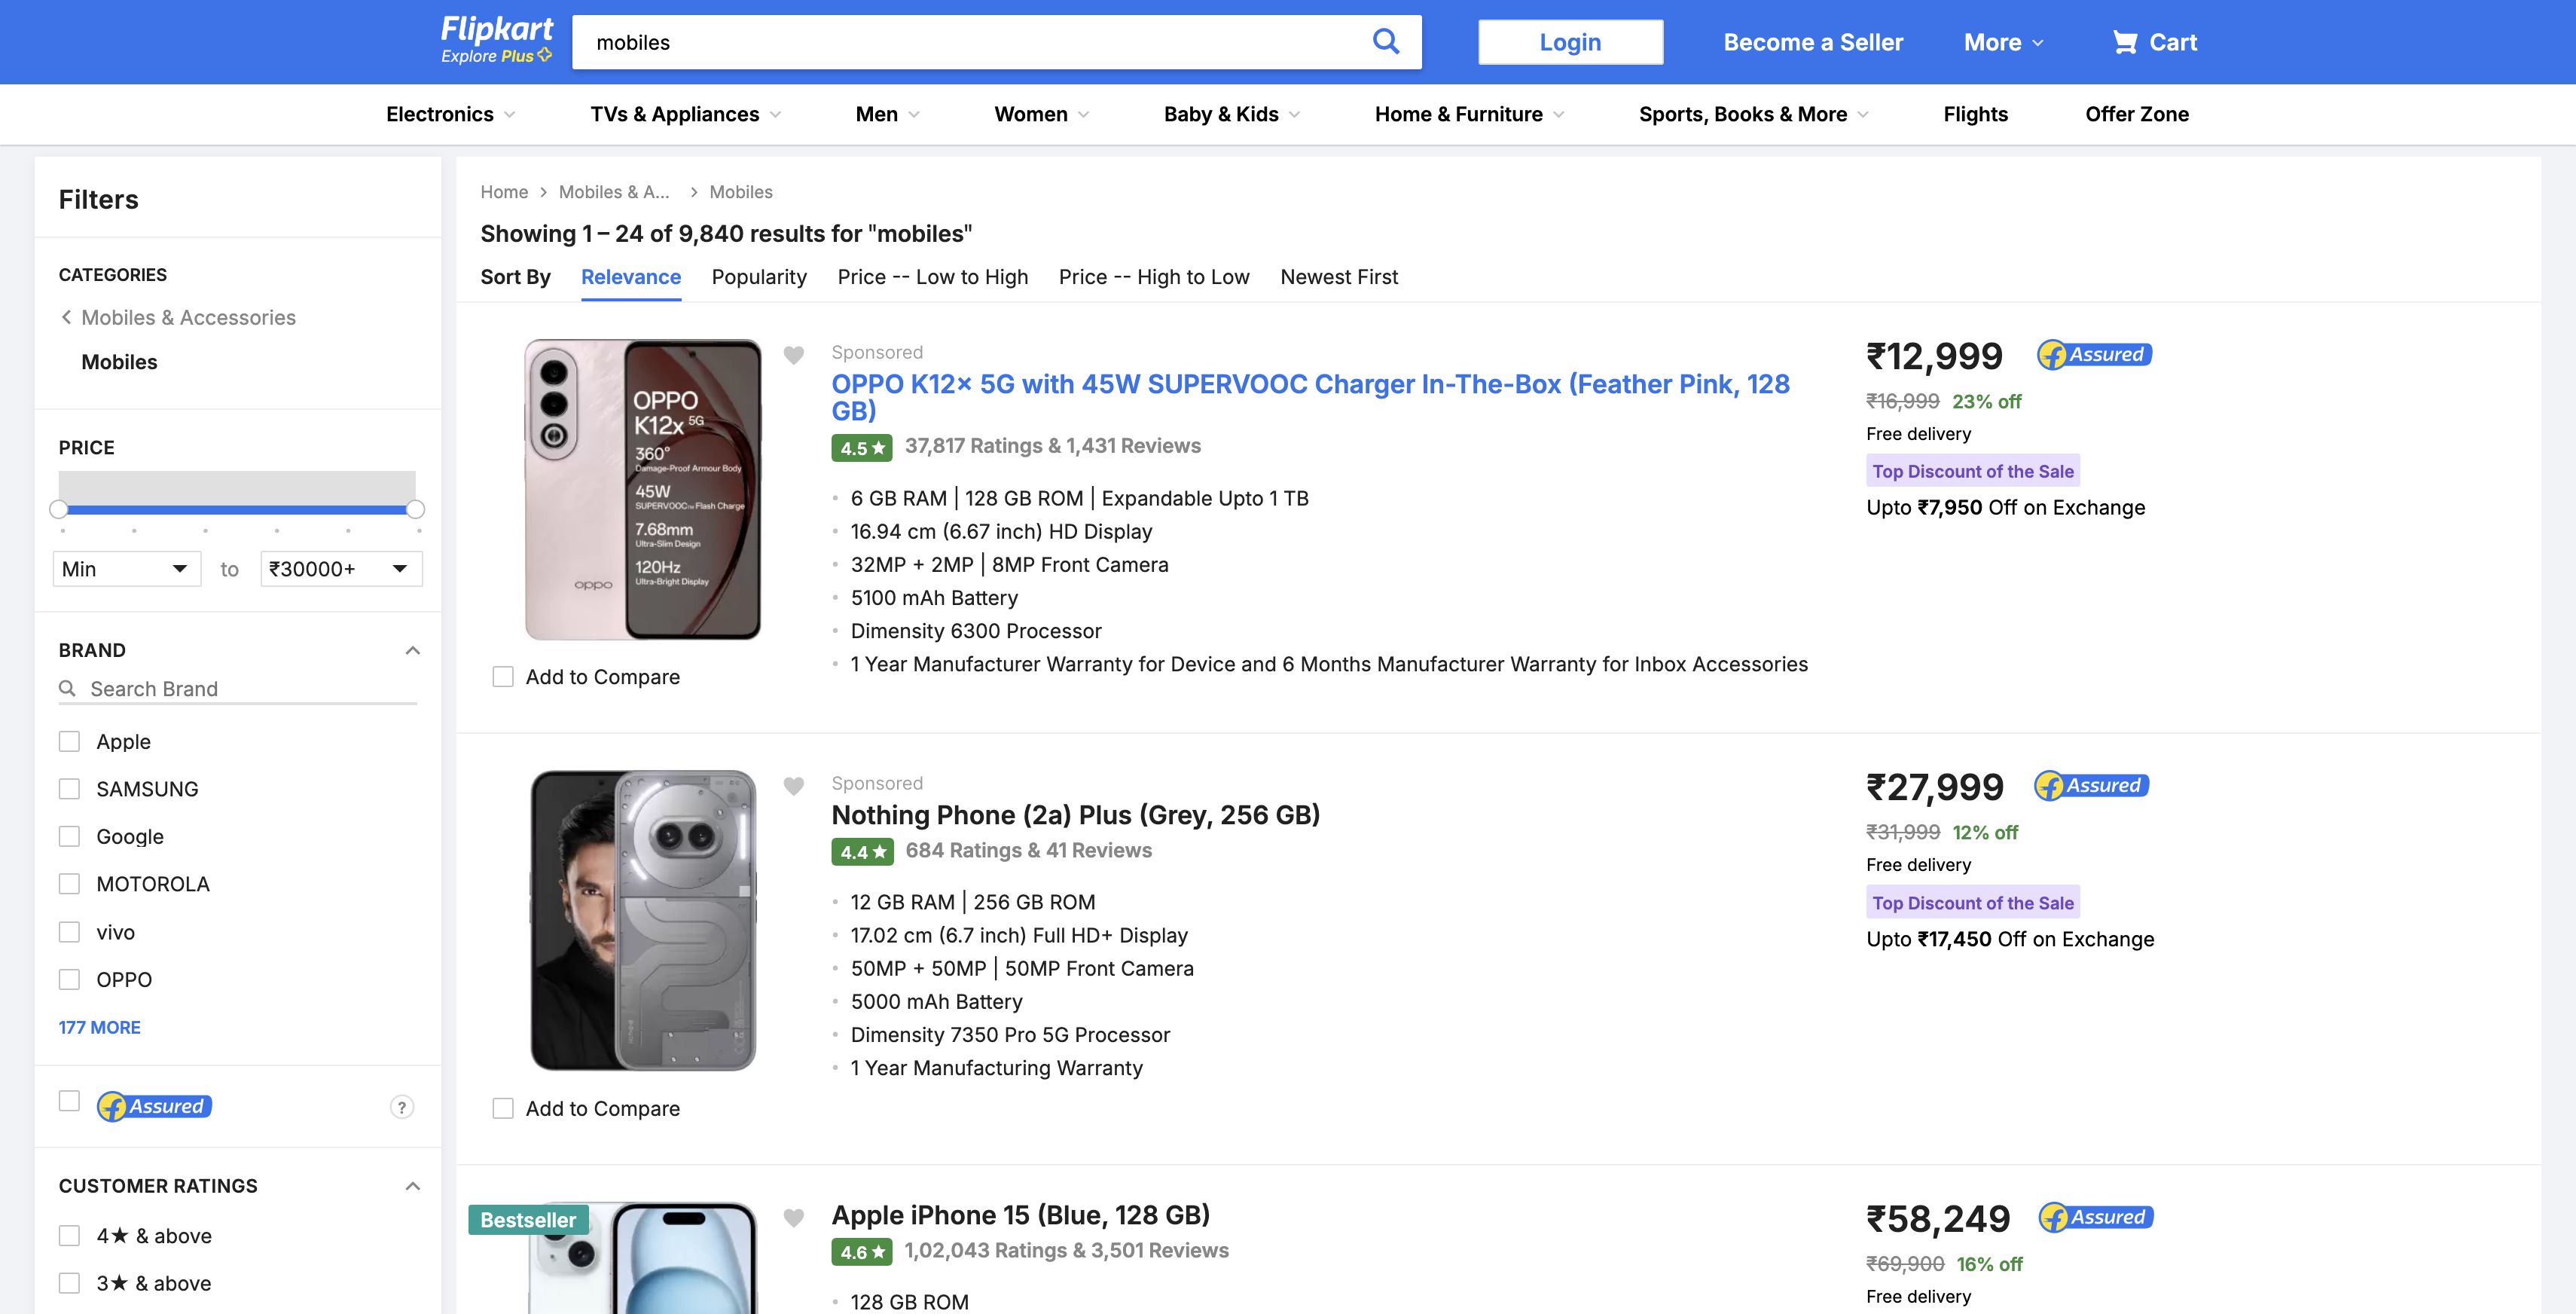 Flipkart
Explore Plus
mobiles
Login
Become a Seller
More
Cart
Electronics
TVs & Appliances
Men
Women
Baby & Kids
Home & Furniture
Sports, Books & More
Flights
Offer Zone
Filters
CATEGORIES
Mobiles & Accessories
Mobiles
PRICE
Min
to
₹30000+
BRAND
Search Brand
Apple
SAMSUNG
Google
MOTOROLA
vivo
OPPO
177 MORE
Assured
?
CUSTOMER RATINGS
4★ & above
3★ & above
Home > Mobiles & A... > Mobiles
Showing 1 – 24 of 9,840 results for "mobiles"
Sort By Relevance Popularity Price -- Low to High Price -- High to Low Newest First
OPPO
K12x 5G
360°
Damage-Proof Armour Body
45W
SUPERVOOC™ Flash Charge
7.68mm
Ultra-Slim Design
120Hz
Ultra-Bright Display
oppo
Add to Compare
Sponsored
OPPO K12x 5G with 45W SUPERVOOC Charger In-The-Box (Feather Pink, 128
GB)
4.5★ 37,817 Ratings & 1,431 Reviews
6 GB RAM | 128 GB ROM | Expandable Upto 1 TB
16.94 cm (6.67 inch) HD Display
32MP + 2MP | 8MP Front Camera
5100 mAh Battery
Dimensity 6300 Processor
1 Year Manufacturer Warranty for Device and 6 Months Manufacturer Warranty for Inbox Accessories
₹12,999 Assured
₹16,999 23% off
Free delivery
Top Discount of the Sale
Upto ₹7,950 Off on Exchange
Add to Compare
Sponsored
Nothing Phone (2a) Plus (Grey, 256 GB)
4.4★ 684 Ratings & 41 Reviews
12 GB RAM | 256 GB ROM
17.02 cm (6.7 inch) Full HD+ Display
50MP + 50MP | 50MP Front Camera
5000 mAh Battery
Dimensity 7350 Pro 5G Processor
1 Year Manufacturing Warranty
₹27,999 Assured
₹31,999 12% off
Free delivery
Top Discount of the Sale
Upto ₹17,450 Off on Exchange
Bestseller
Apple iPhone 15 (Blue, 128 GB)
4.6★ 1,02,043 Ratings & 3,501 Reviews
128 GB ROM
₹58,249 Assured
₹69,900 16% off
Free delivery